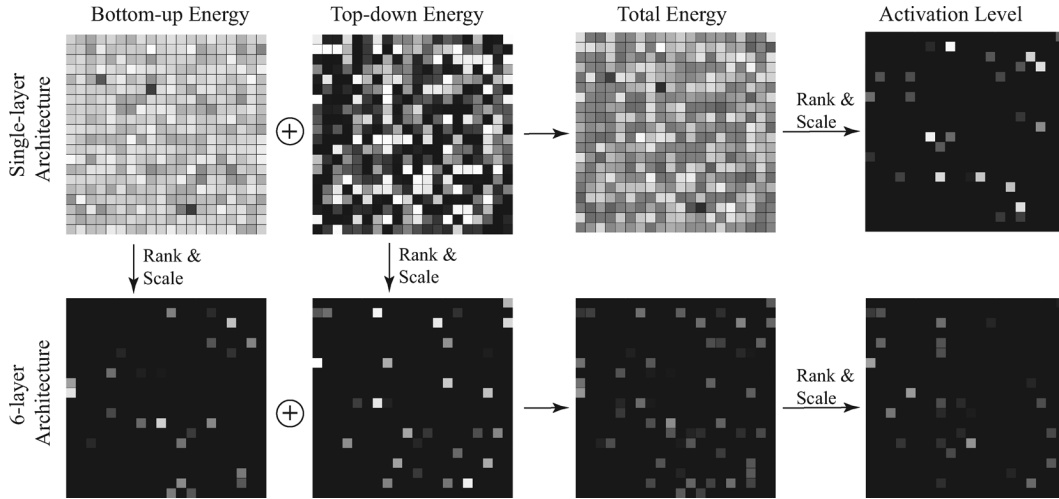 Bottom-up Energy
Top-down Energy
Total Energy
Activation Level
Single-layer
Architecture
Rank &
Scale
Rank &
Scale
Rank &
Scale
6-layer
Architecture
Rank &
Scale